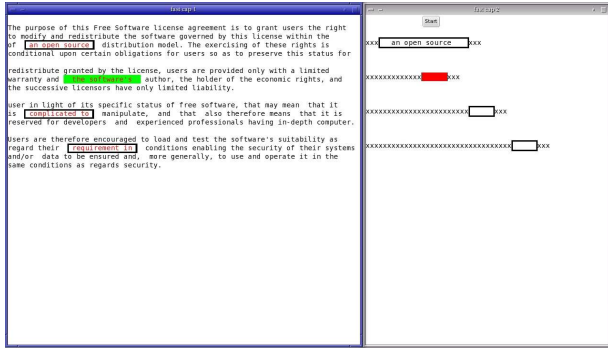 fast cap 1
The purpose of this Free Software license agreement is to grant users the right
to modify and redistribute the software governed by this license within the
of an open source distribution model. The exercising of these rights is
conditional upon certain obligations for users so as to preserve this status for
redistribute granted by the license, users are provided only with a limited
warranty and the software's author, the holder of the economic rights, and
the successive licensors have only limited liability.
user in light of its specific status of free software, that may mean that it
is complicated to manipulate, and that also therefore means that it is
reserved for developers and experienced professionals having in-depth computer.
Users are therefore encouraged to load and test the software's suitability as
regard their requirement in conditions enabling the security of their systems
and/or data to be ensured and, more generally, to use and operate it in the
same conditions as regards security.
fast cap 2
Start
xxx an open source xxx
xxxxxxxxxxxxx xxx
xxxxxxxxxxxxxxxxxxxxxxxx xxx
xxxxxxxxxxxxxxxxxxxxxxxxxxxxxxxxxx xxx